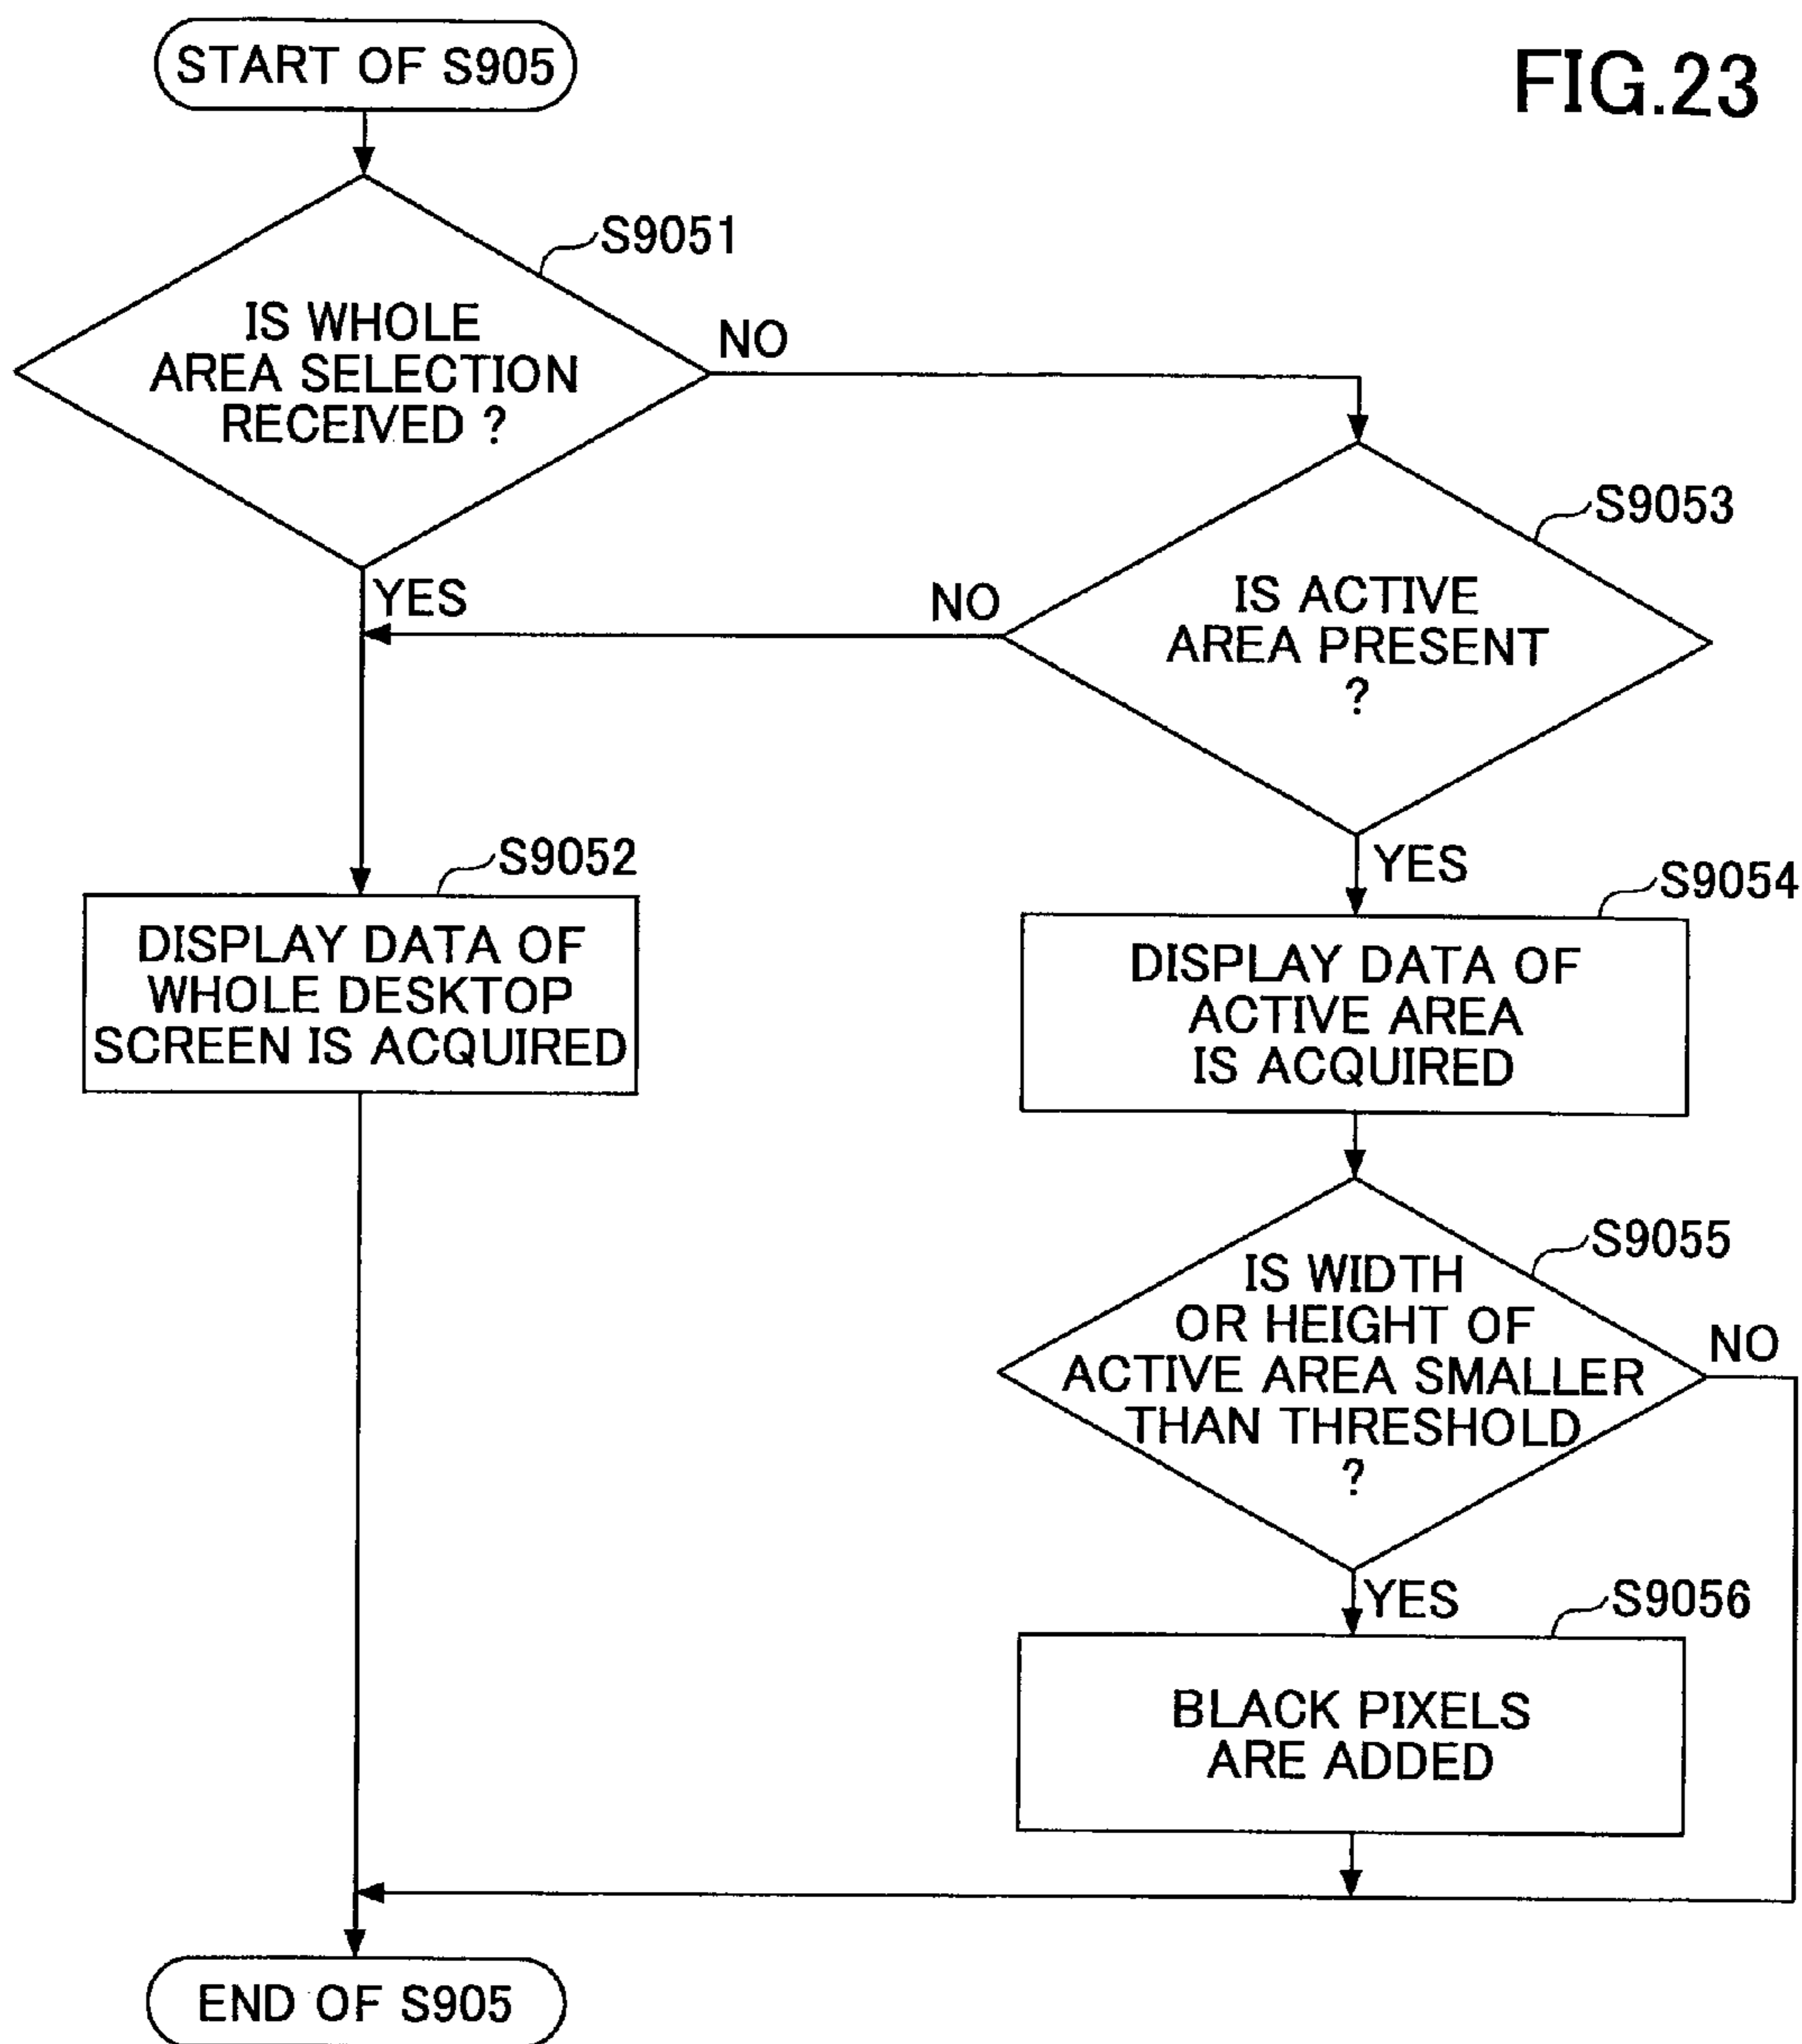 FIG.23
START OF S905
S9051
IS WHOLE
AREA SELECTION
RECEIVED ?
NO
YES
S9053
IS ACTIVE
AREA PRESENT
?
NO
YES
S9052
DISPLAY DATA OF
WHOLE DESKTOP
SCREEN IS ACQUIRED
S9054
DISPLAY DATA OF
ACTIVE AREA
IS ACQUIRED
S9055
IS WIDTH
OR HEIGHT OF
ACTIVE AREA SMALLER
THAN THRESHOLD
?
NO
YES
S9056
BLACK PIXELS
ARE ADDED
END OF S905